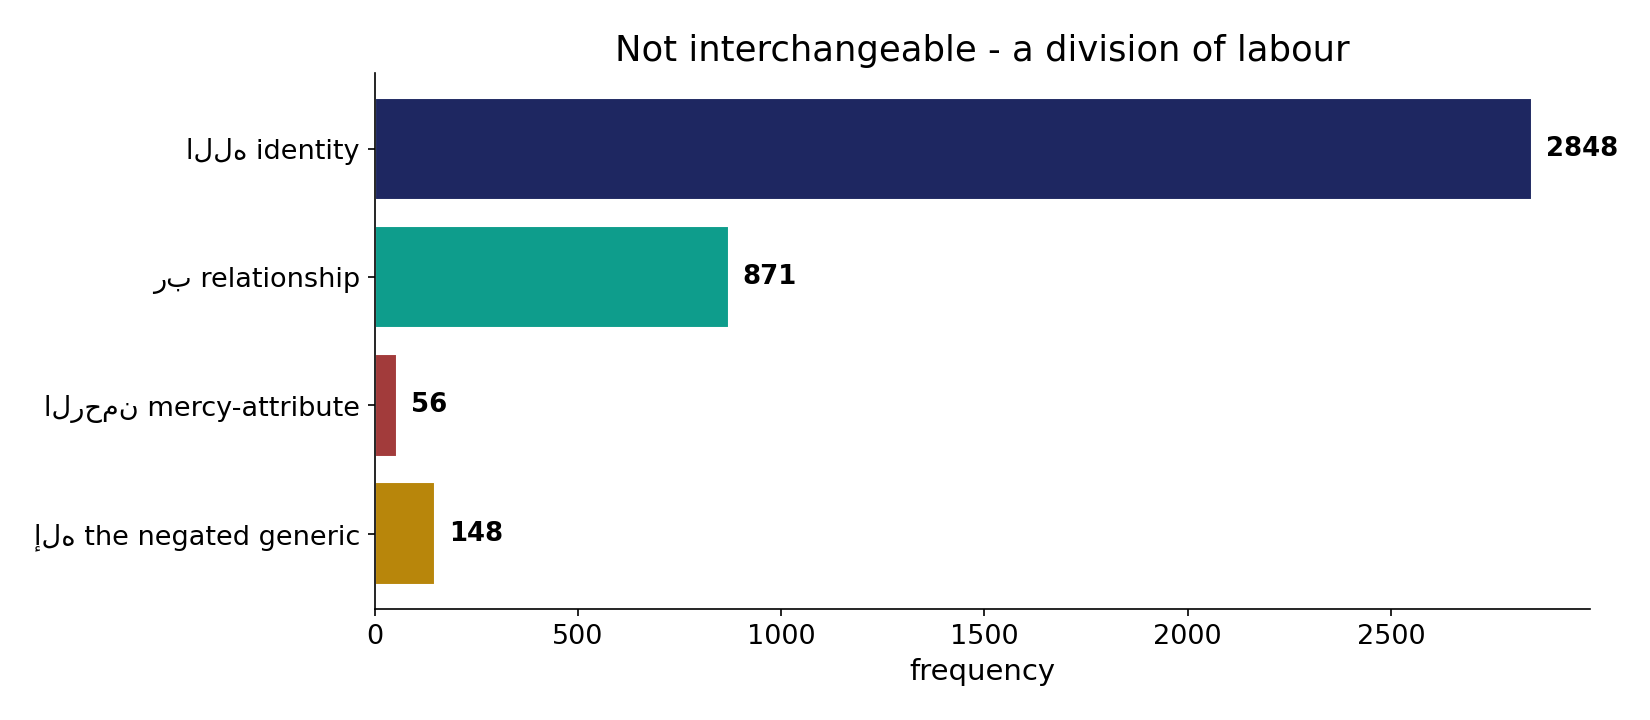 Not interchangeable - a division of labour
الله identity
2848
رب relationship
871
الرحمن mercy-attribute
56
إله the negated generic
148
0 500 1000 1500 2000 2500
frequency